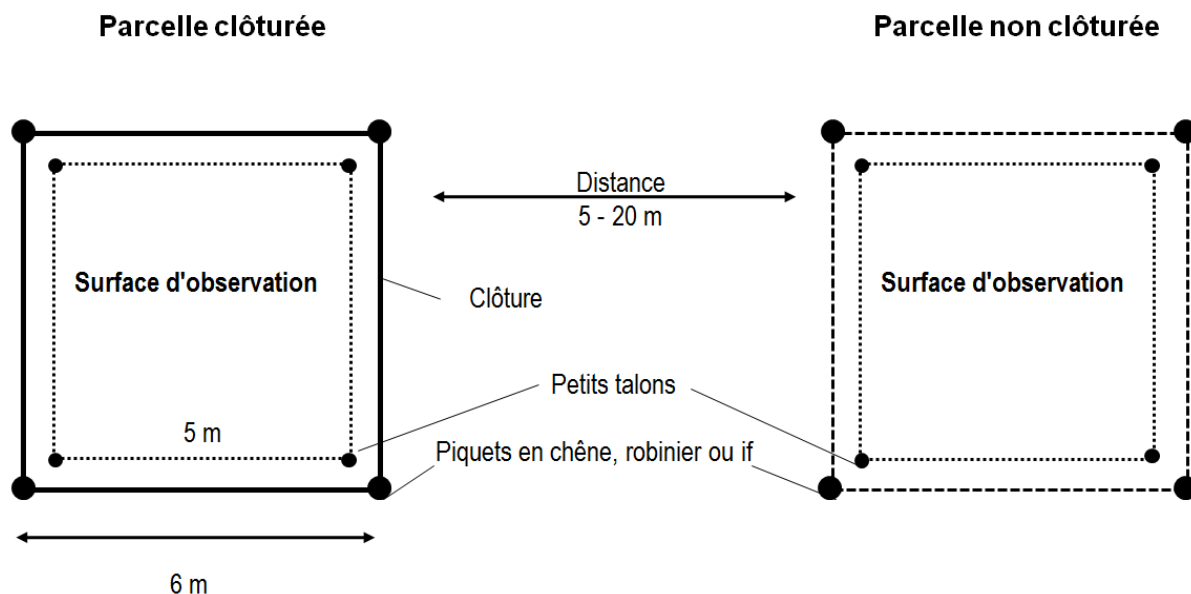 Parcelle clôturée
Parcelle non clôturée
Distance
5 - 20 m
Surface d'observation
Surface d'observation
Clôture
Petits talons
5 m
Piquets en chêne, robinier ou if
6 m